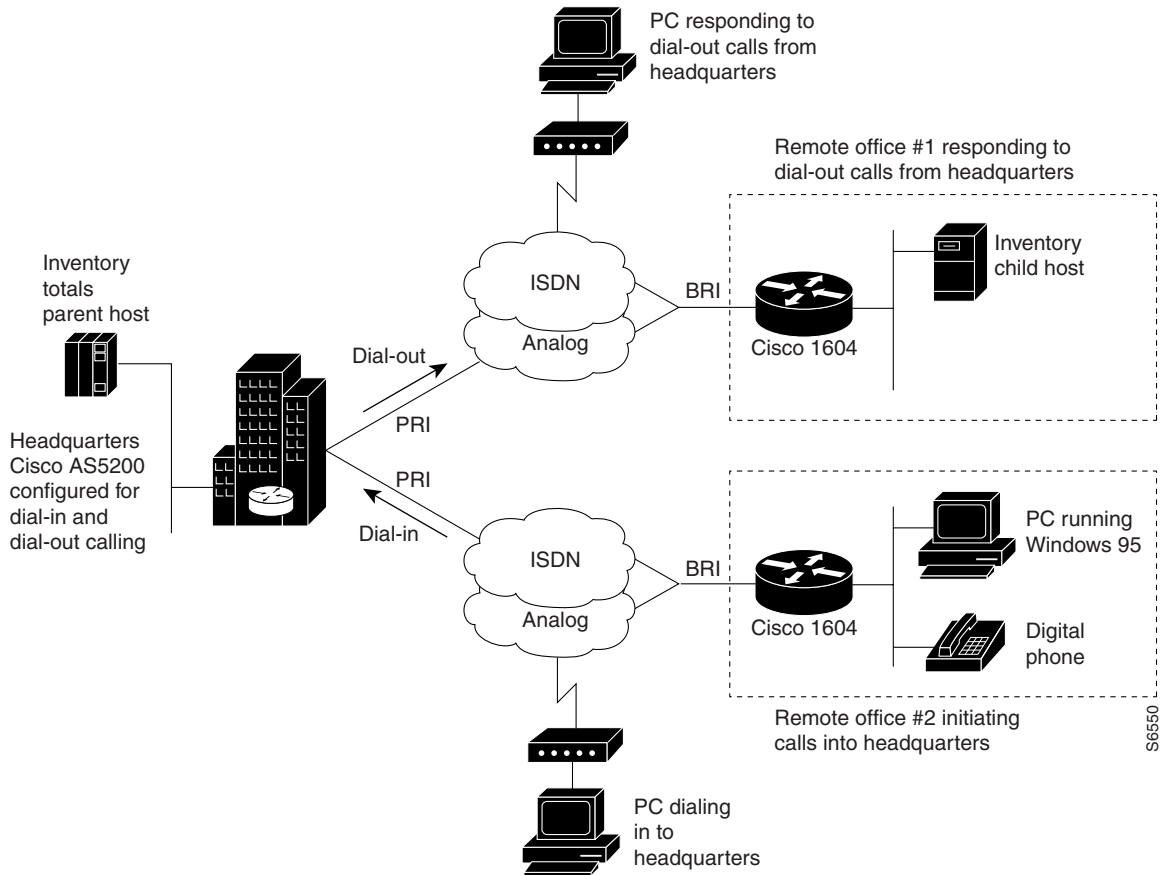 PC responding to
dial-out calls from
headquarters
Remote office #1 responding to
dial-out calls from headquarters
Inventory
totals
parent host
ISDN
Analog
BRI
Cisco 1604
Inventory
child host
Dial-out
PRI
Headquarters
Cisco AS5200
configured for
dial-in and
dial-out calling
PRI
Dial-in
ISDN
Analog
BRI
Cisco 1604
PC running
Windows 95
Digital
phone
Remote office #2 initiating
calls into headquarters
S6550
PC dialing
in to
headquarters